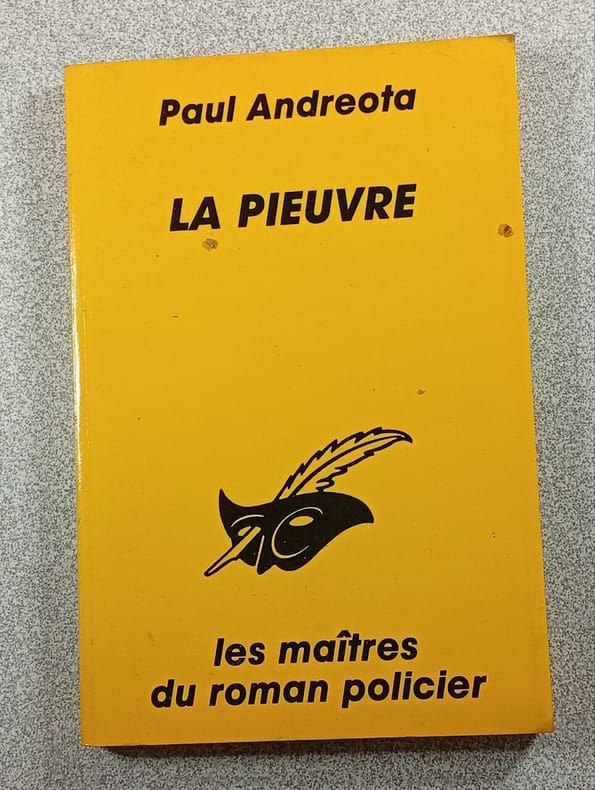 Paul Andreota
LA PIEUVRE
les maîtres
du roman policier